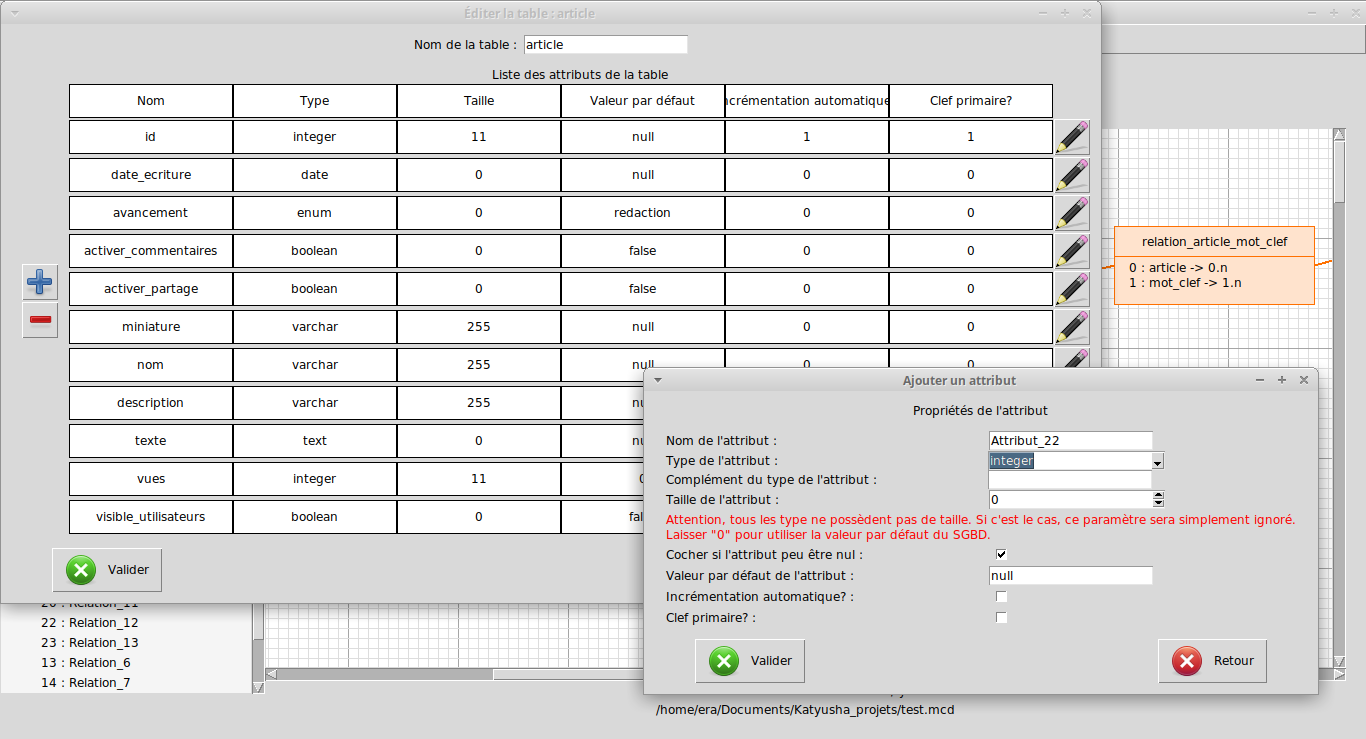 Éditer la table : article
Nom de la table : article
Liste des attributs de la table
Nom Type Taille Valeur par défaut crémentation automatique Clef primaire?
id integer 11 null 1 1
date_ecriture date 0 null 0 0
avancement enum 0 redaction 0 0
activer_commentaires boolean 0 false 0 0
activer_partage boolean 0 false 0 0
miniature varchar 255 null 0 0
nom varchar 255 null 0 0
description varchar 255
texte text 0
vues integer 11
visible_utilisateurs boolean 0
Valider
relation_article_mot_clef
0 : article -> 0.n
1 : mot_clef -> 1.n
Ajouter un attribut
Propriétés de l'attribut
Nom de l'attribut : Attribut_22
Type de l'attribut : integer
Complément du type de l'attribut :
Taille de l'attribut : 0
Attention, tous les type ne possèdent pas de taille. Si c'est le cas, ce paramètre sera simplement ignoré.
Laisser "0" pour utiliser la valeur par défaut du SGBD.
Cocher si l'attribut peu être nul :
Valeur par défaut de l'attribut : null
Incrémentation automatique? :
Clef primaire? :
Valider Retour
20 : Relation_11
22 : Relation_12
23 : Relation_13
13 : Relation_6
14 : Relation_7
/home/era/Documents/Katyusha_projets/test.mcd